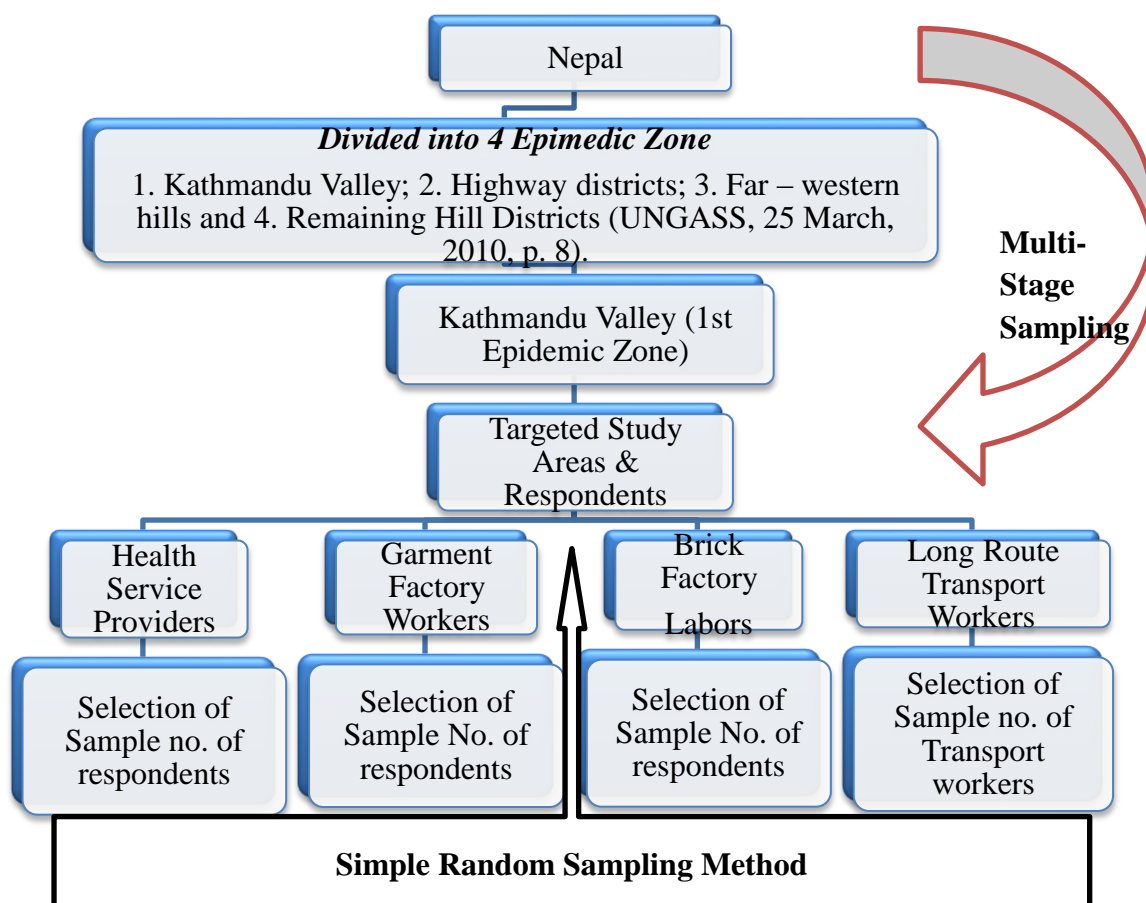 Nepal
Divided into 4 Epimedic Zone
1. Kathmandu Valley; 2. Highway districts; 3. Far – western
hills and 4. Remaining Hill Districts (UNGASS, 25 March,
2010, p. 8).
Multi-
Stage
Sampling
Kathmandu Valley (1st
Epidemic Zone)
Targeted Study
Areas &
Respondents
Health
Service
Providers
Garment
Factory
Workers
Brick
Factory
Labors
Long Route
Transport
Workers
Selection of
Sample no. of
respondents
Selection of
Sample No. of
respondents
Selection of
Sample No. of
respondents
Selection of
Sample no. of
Transport
workers
Simple Random Sampling Method